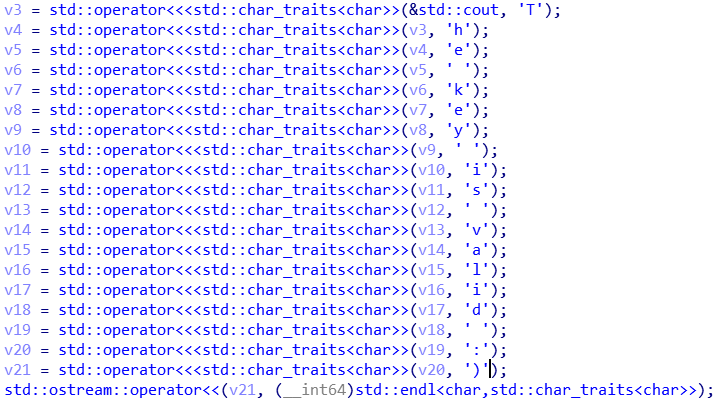 v3 = std::operator<<<std::char_traits<char>>(&std::cout, 'T');
v4 = std::operator<<<std::char_traits<char>>(v3, 'h');
v5 = std::operator<<<std::char_traits<char>>(v4, 'e');
v6 = std::operator<<<std::char_traits<char>>(v5, ' ');
v7 = std::operator<<<std::char_traits<char>>(v6, 'k');
v8 = std::operator<<<std::char_traits<char>>(v7, 'e');
v9 = std::operator<<<std::char_traits<char>>(v8, 'y');
v10 = std::operator<<<std::char_traits<char>>(v9, ' ');
v11 = std::operator<<<std::char_traits<char>>(v10, 'i');
v12 = std::operator<<<std::char_traits<char>>(v11, 's');
v13 = std::operator<<<std::char_traits<char>>(v12, ' ');
v14 = std::operator<<<std::char_traits<char>>(v13, 'v');
v15 = std::operator<<<std::char_traits<char>>(v14, 'a');
v16 = std::operator<<<std::char_traits<char>>(v15, 'l');
v17 = std::operator<<<std::char_traits<char>>(v16, 'i');
v18 = std::operator<<<std::char_traits<char>>(v17, 'd');
v19 = std::operator<<<std::char_traits<char>>(v18, ' ');
v20 = std::operator<<<std::char_traits<char>>(v19, ':');
v21 = std::operator<<<std::char_traits<char>>(v20, ')');
std::ostream::operator<<(v21, (__int64)std::endl<char,std::char_traits<char>>);